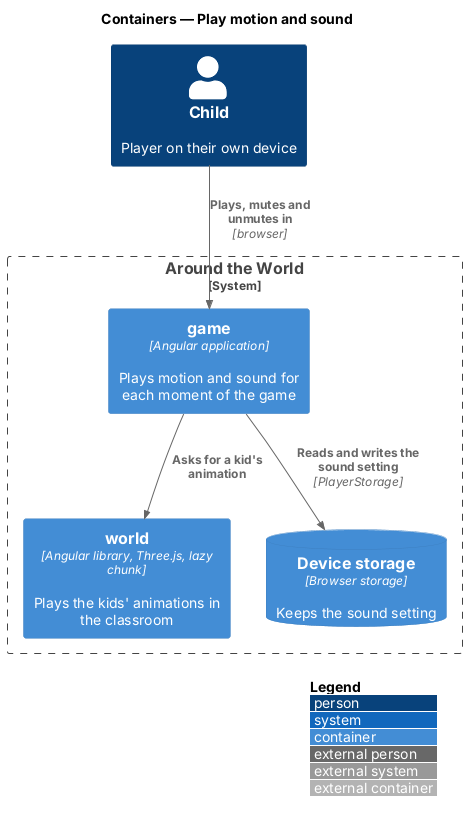 Containers — Play motion and sound
Child
Player on their own device
Plays, mutes and
unmutes in
[browser]
Around the World
[System]
game
[Angular application]
Plays motion and sound for
each moment of the game
Asks for a kid's
animation
Reads and writes the
sound setting
[PlayerStorage]
world
[Angular library, Three.js, lazy
chunk]
Plays the kids' animations in
the classroom
Device storage
[Browser storage]
Keeps the sound setting
Legend
person
system
container
external person
external system
external container